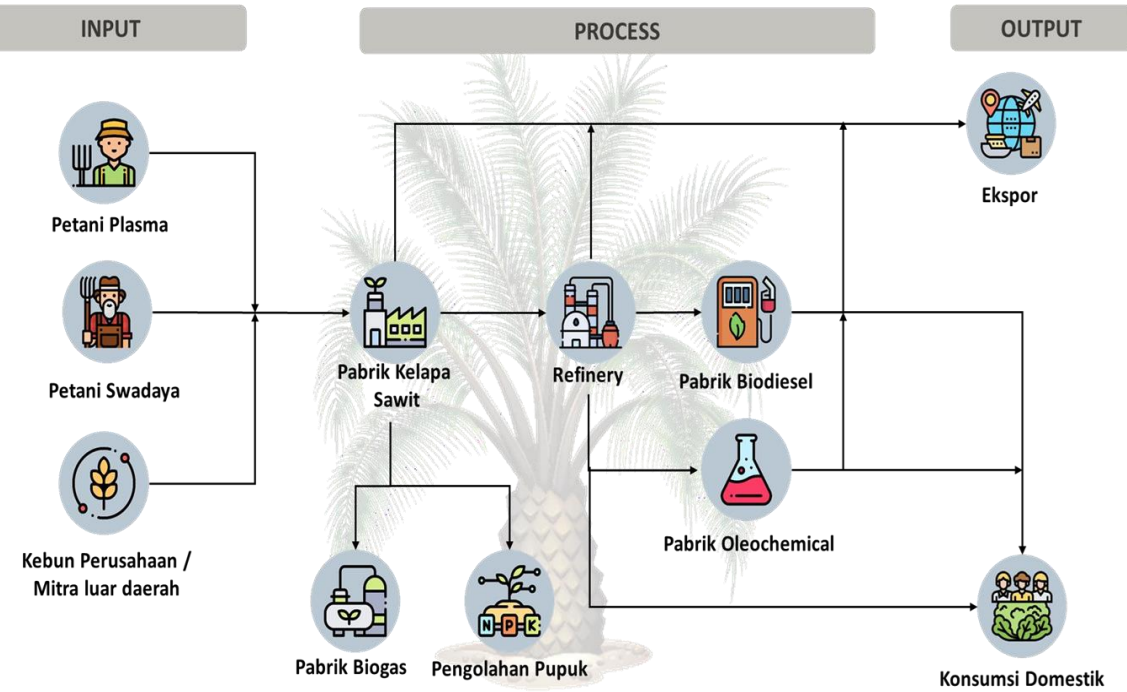 INPUT
PROCESS
OUTPUT
Petani Plasma
Ekspor
Petani Swadaya
Pabrik Kelapa
Sawit
Refinery
Pabrik Biodiesel
Kebun Perusahaan /
Mitra luar daerah
Pabrik Oleochemical
N P K
Pabrik Biogas
Pengolahan Pupuk
Konsumsi Domestik